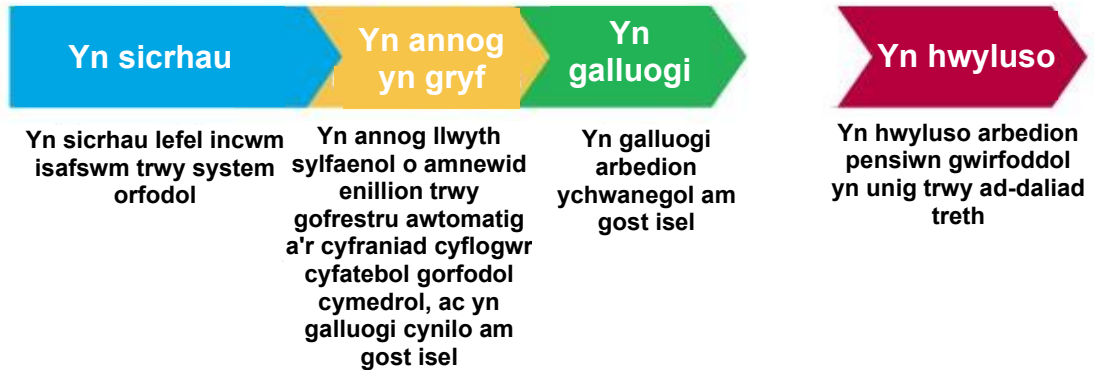 Yn sicrhau
Yn annog
yn gryf
Yn
galluogi
Yn hwyluso
Yn sicrhau lefel incwm
isafswm trwy system
orfodol
Yn annog llwyth
sylfaenol o amnewid
enillion trwy
gofrestru awtomatig
a'r cyfraniad cyflogwr
cyfatebol gorfodol
cymedrol, ac yn
galluogi cynilo am
gost isel
Yn galluogi
arbedion
ychwanegol am
gost isel
Yn hwyluso arbedion
pensiwn gwirfoddol
yn unig trwy ad-daliad
treth